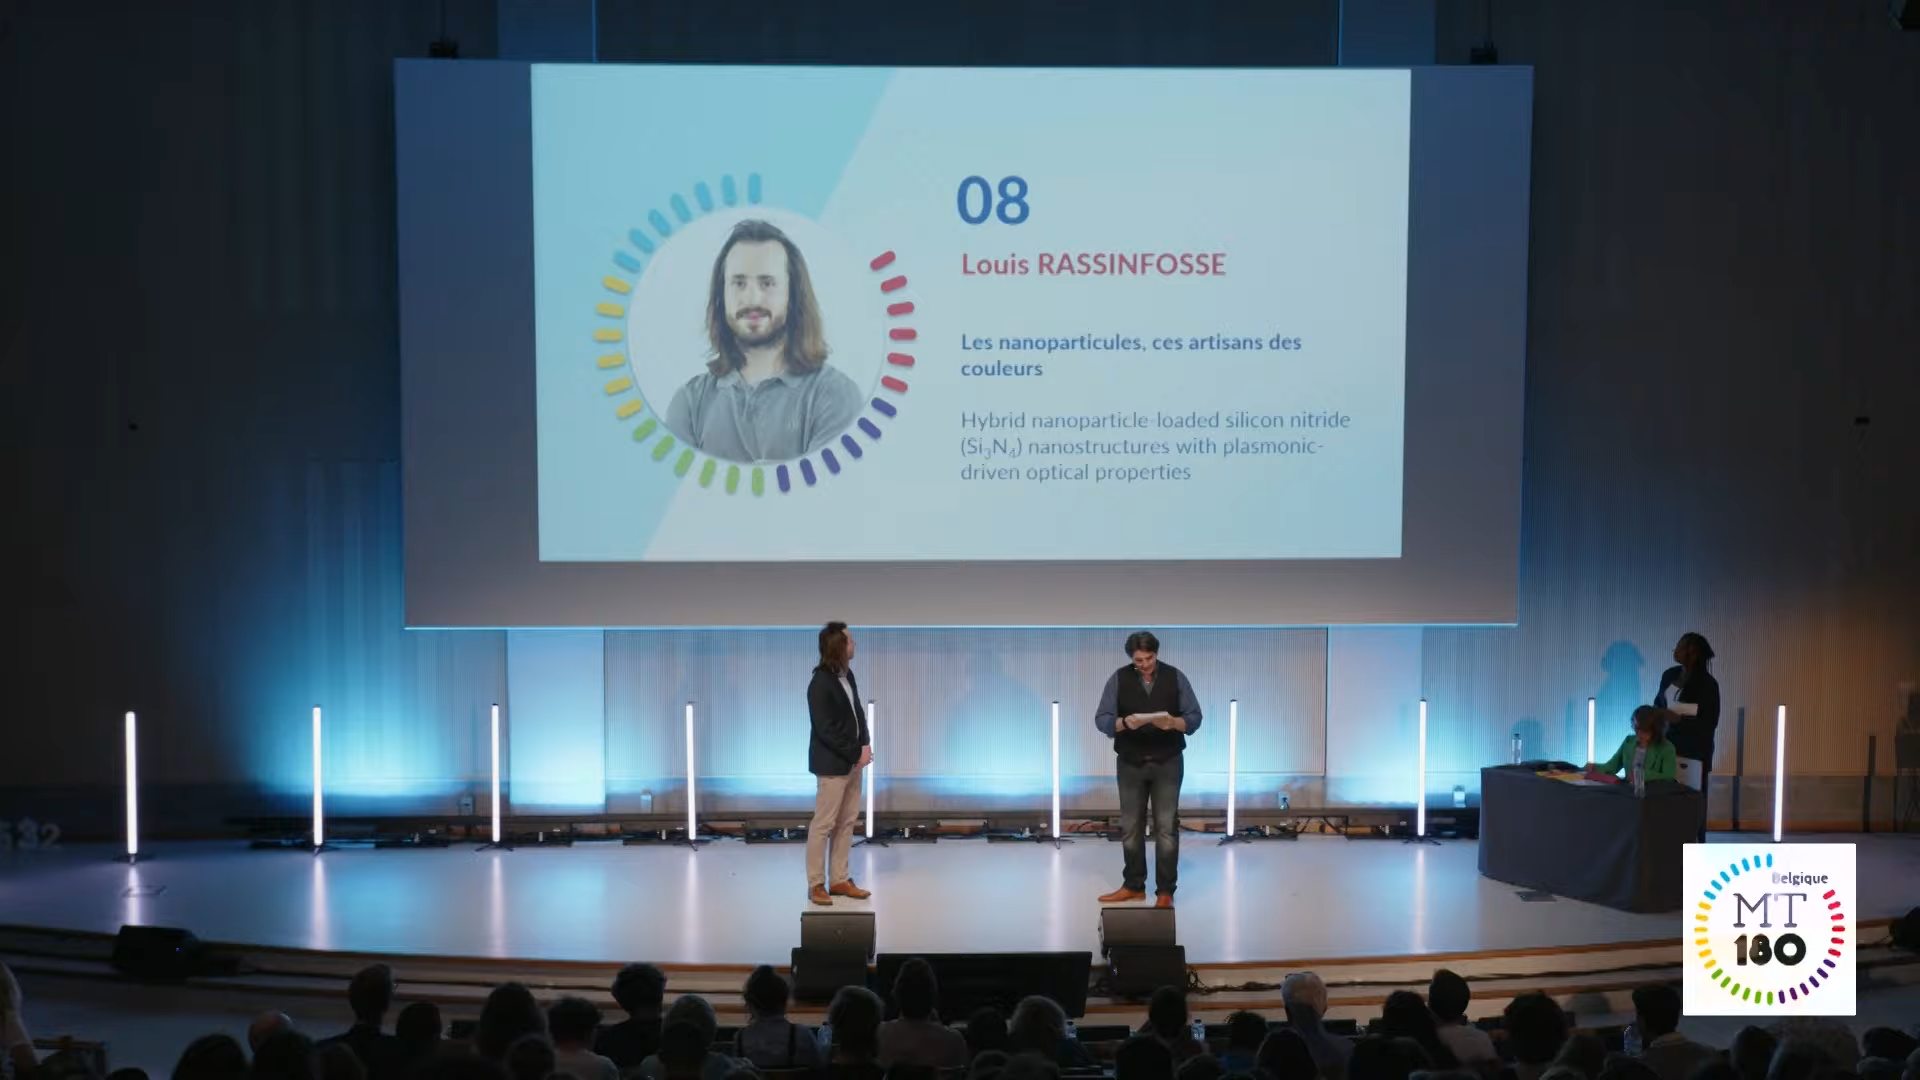 08
Louis RASSINFOSSE
Les nanoparticules, ces artisans des
couleurs
Hybrid nanoparticle-loaded silicon nitride
(Si₃N₄) nanostructures with plasmonic-
driven optical properties
Belgique
MT
180